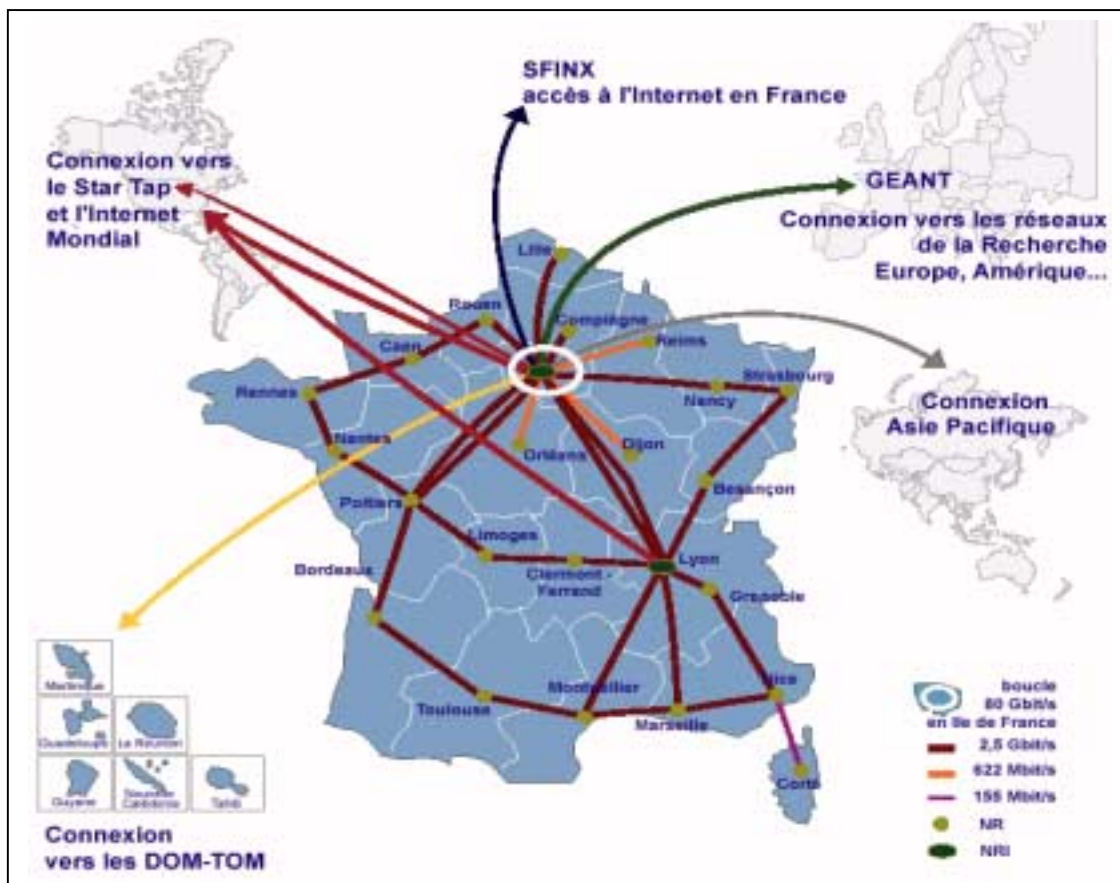 SFINX
accès à l'Internet en France
Connexion vers
le Star Tap
et l'Internet
Mondial
GEANT
Connexion vers les réseaux
de la Recherche
Europe, Amérique...
Lille
Rouen
Compiègne
Reims
Caen
Strasbourg
Rennes
Nancy
Connexion
Asie Pacifique
Nantes
Orléans
Dijon
Besançon
Poitiers
Limoges
Lyon
Bordeaux
Clermont -
Ferrand
Grenoble
Martinique
Montpellier
Nice
Toulouse
Marseille
Guadeloupe
La Réunion
Corte
Guyane
Nouvelle
Calédonie
Tahiti
Connexion
vers les DOM-TOM
boucle
80 Gbit/s
en Ile de France
2,5 Gbit/s
622 Mbit/s
155 Mbit/s
NR
NRI